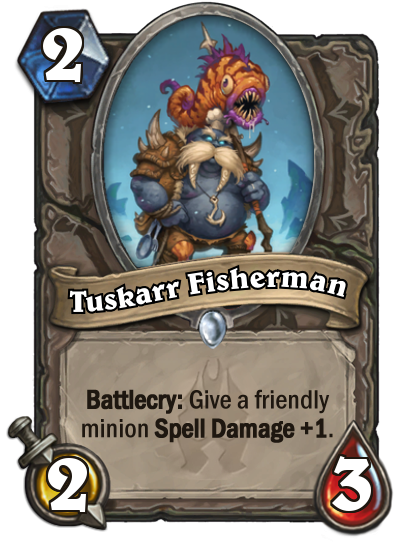 2
Tuskarr Fisherman
Battlecry: Give a friendly
minion Spell Damage +1.
2
3